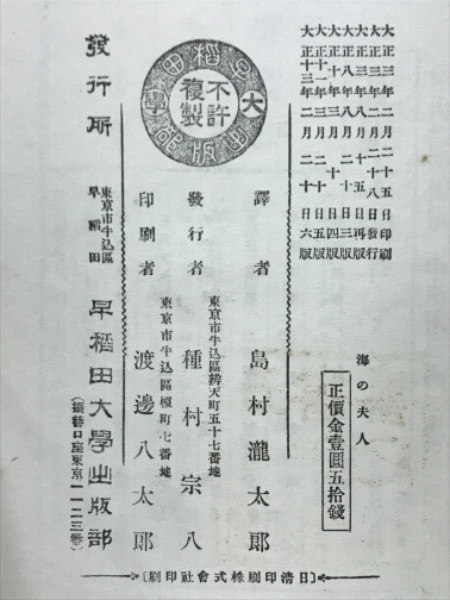 大正三年二月二十五日印刷
大正三年二月二十八日發行
大正三年八月十五日再版
大正八年二月二十日三版
大正十年三月二十日四版
大正十一年三月十日五版
大正十三年二月二十日六版
海の夫人
正價金壹圓五拾錢
早稻田大學出版部
不許複製
譯者 島村瀧太郎
東京市牛込區辨天町五十七番地
發行者 種村宗八
東京市牛込區榎町七番地
印刷者 渡邊八太郎
發行所 東京市牛込區早稻田 早稻田大學出版部
(振替口座東京一一二三番)
〔日淸印刷株式會社印刷〕